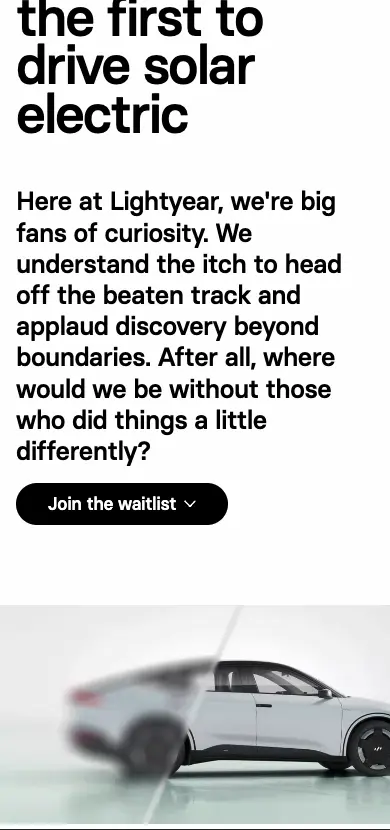 the first to
drive solar
electric
Here at Lightyear, we're big
fans of curiosity. We
understand the itch to head
off the beaten track and
applaud discovery beyond
boundaries. After all, where
would we be without those
who did things a little
differently?
Join the waitlist